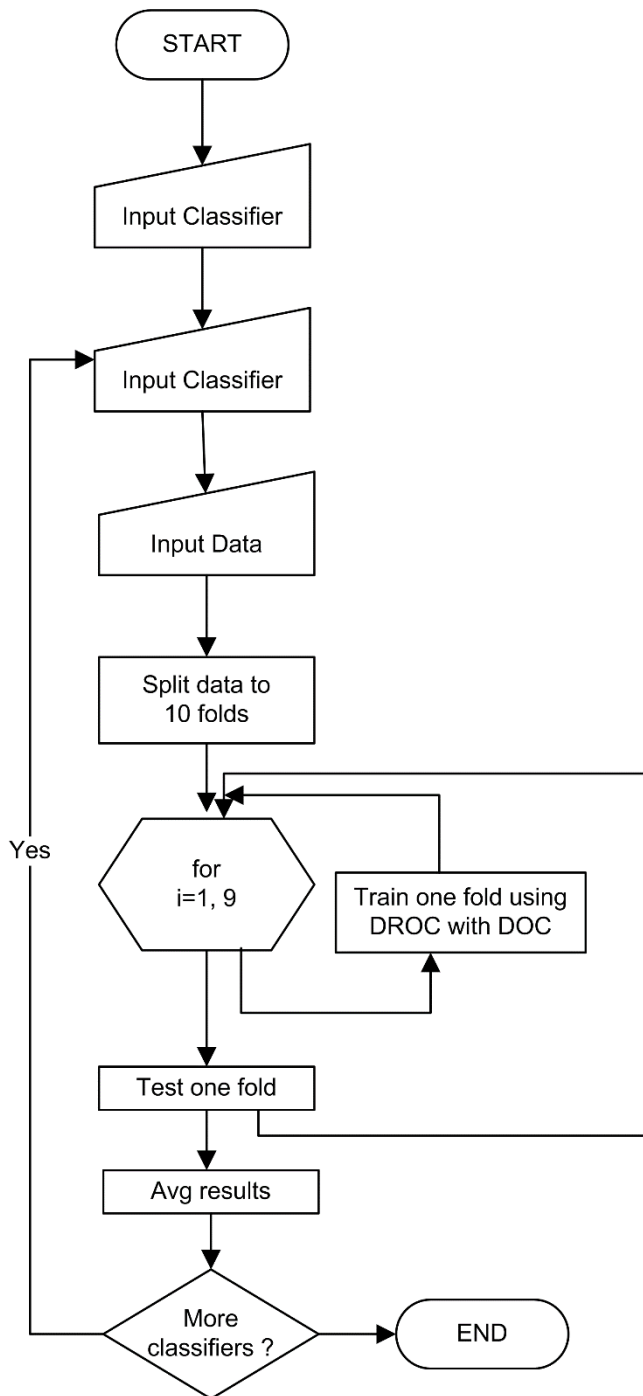 START
Input Classifier
Input Classifier
Input Data
Split data to
10 folds
Yes
for
i=1, 9
Train one fold using
DROC with DOC
Test one fold
Avg results
More
classifiers ?
END